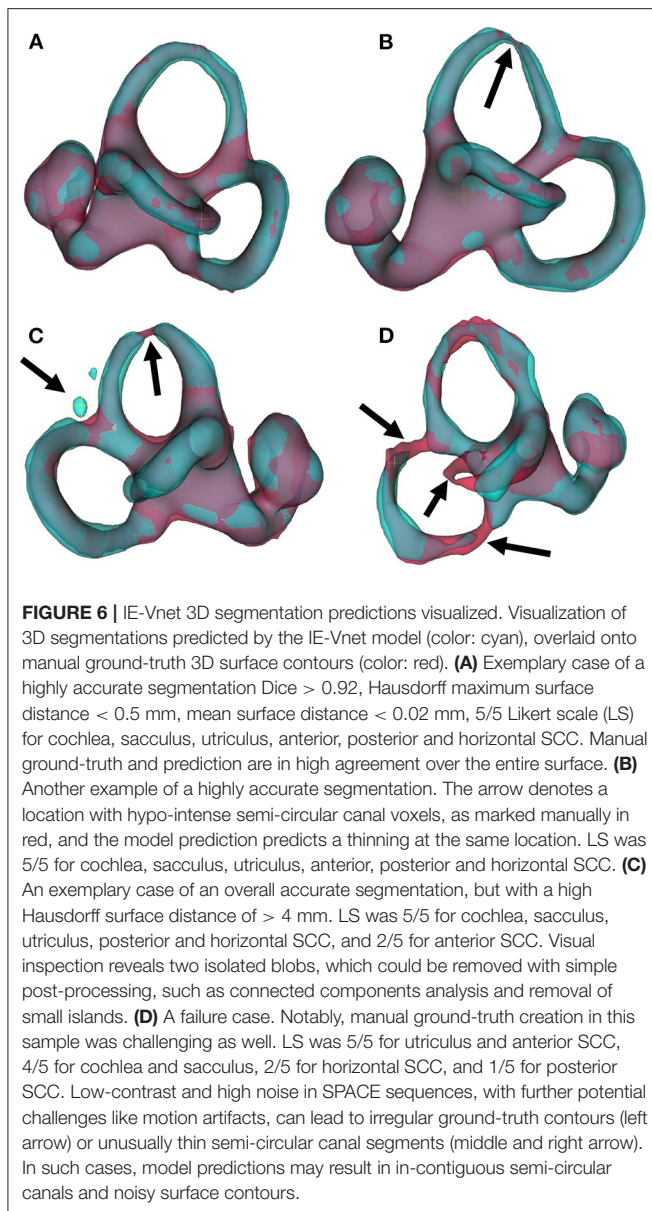 A
B
C
D
FIGURE 6 | IE-Vnet 3D segmentation predictions visualized. Visualization of
3D segmentations predicted by the IE-Vnet model (color: cyan), overlaid onto
manual ground-truth 3D surface contours (color: red). (A) Exemplary case of a
highly accurate segmentation Dice > 0.92, Hausdorff maximum surface
distance < 0.5 mm, mean surface distance < 0.02 mm, 5/5 Likert scale (LS)
for cochlea, sacculus, utriculus, anterior, posterior and horizontal SCC. Manual
ground-truth and prediction are in high agreement over the entire surface. (B)
Another example of a highly accurate segmentation. The arrow denotes a
location with hypo-intense semi-circular canal voxels, as marked manually in
red, and the model prediction predicts a thinning at the same location. LS was
5/5 for cochlea, sacculus, utriculus, anterior, posterior and horizontal SCC. (C)
An exemplary case of an overall accurate segmentation, but with a high
Hausdorff surface distance of > 4 mm. LS was 5/5 for cochlea, sacculus,
utriculus, posterior and horizontal SCC, and 2/5 for anterior SCC. Visual
inspection reveals two isolated blobs, which could be removed with simple
post-processing, such as connected components analysis and removal of
small islands. (D) A failure case. Notably, manual ground-truth creation in this
sample was challenging as well. LS was 5/5 for utriculus and anterior SCC,
4/5 for cochlea and sacculus, 2/5 for horizontal SCC, and 1/5 for posterior
SCC. Low-contrast and high noise in SPACE sequences, with further potential
challenges like motion artifacts, can lead to irregular ground-truth contours (left
arrow) or unusually thin semi-circular canal segments (middle and right arrow).
In such cases, model predictions may result in in-contiguous semi-circular
canals and noisy surface contours.